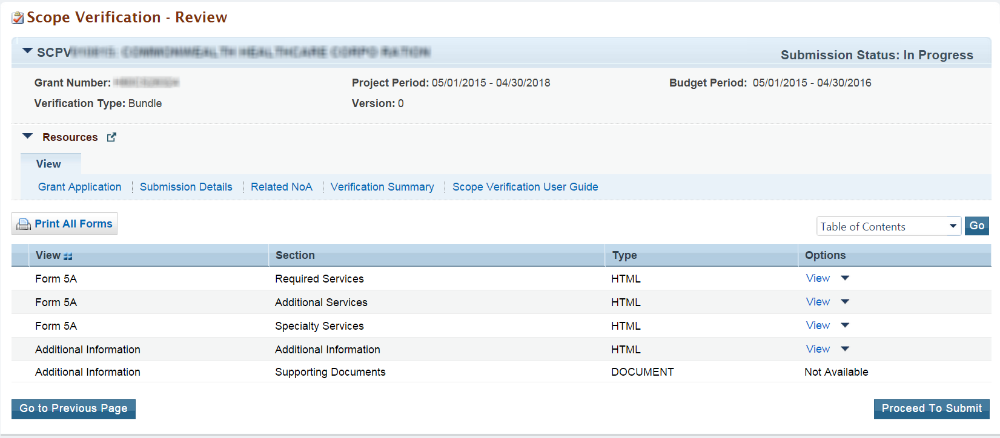 Scope Verification - Review
SCPV
Submission Status: In Progress
Grant Number: Project Period: 05/01/2015 - 04/30/2018 Budget Period: 05/01/2015 - 04/30/2016
Verification Type: Bundle Version: 0
Resources
View
Grant Application Submission Details Related NoA Verification Summary Scope Verification User Guide
Print All Forms Table of Contents Go
View Section Type Options
Form 5A Required Services HTML View
Form 5A Additional Services HTML View
Form 5A Specialty Services HTML View
Additional Information Additional Information HTML View
Additional Information Supporting Documents DOCUMENT Not Available
Go to Previous Page Proceed To Submit